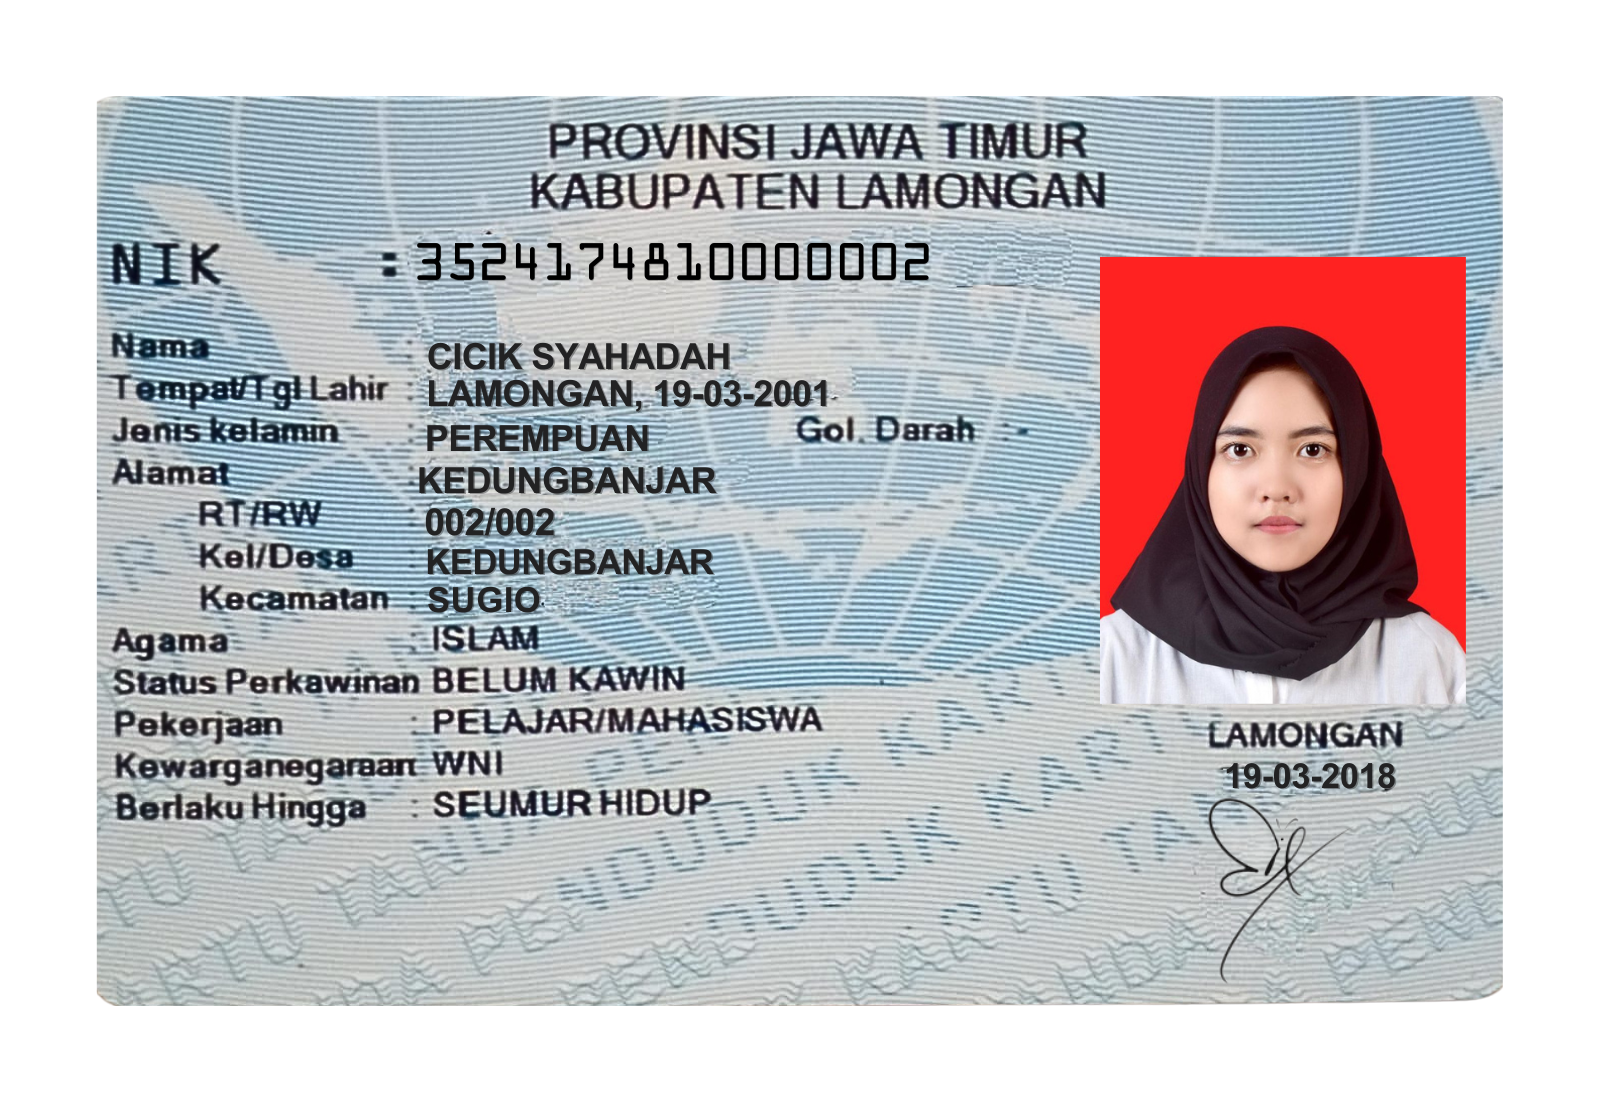 PROVINSI JAWA TIMUR
KABUPATEN LAMONGAN
NIK : 3524174810000002
Nama : CICIK SYAHADAH
Tempat/Tgl Lahir : LAMONGAN, 19-03-2001
Jenis kelamin : PEREMPUAN Gol. Darah : -
Alamat : KEDUNGBANJAR
RT/RW : 002/002
Kel/Desa : KEDUNGBANJAR
Kecamatan : SUGIO
Agama : ISLAM
Status Perkawinan BELUM KAWIN
Pekerjaan : PELAJAR/MAHASISWA
Kewarganegaraan WNI
Berlaku Hingga : SEUMUR HIDUP
LAMONGAN
19-03-2018